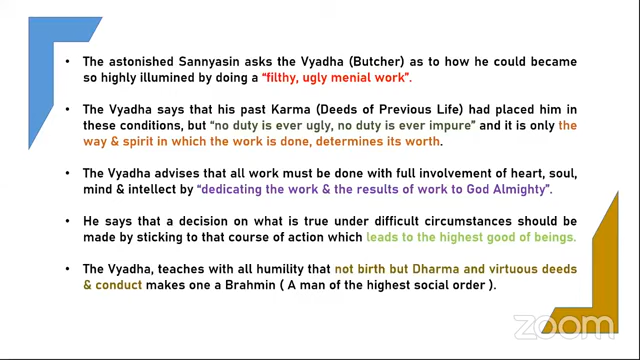 The astonished Sannyasin asks the Vyadha (Butcher) as to how he could became
so highly illumined by doing a “filthy, ugly menial work”.
The Vyadha says that his past Karma (Deeds of Previous Life) had placed him in
these conditions, but “no duty is ever ugly, no duty is ever impure” and it is only the
way & spirit in which the work is done, determines its worth.
The Vyadha advises that all work must be done with full involvement of heart, soul,
mind & intellect by “dedicating the work & the results of work to God Almighty”.
He says that a decision on what is true under difficult circumstances should be
made by sticking to that course of action which leads to the highest good of beings.
The Vyadha, teaches with all humility that not birth but Dharma and virtuous deeds
& conduct makes one a Brahmin ( A man of the highest social order ).
zoom